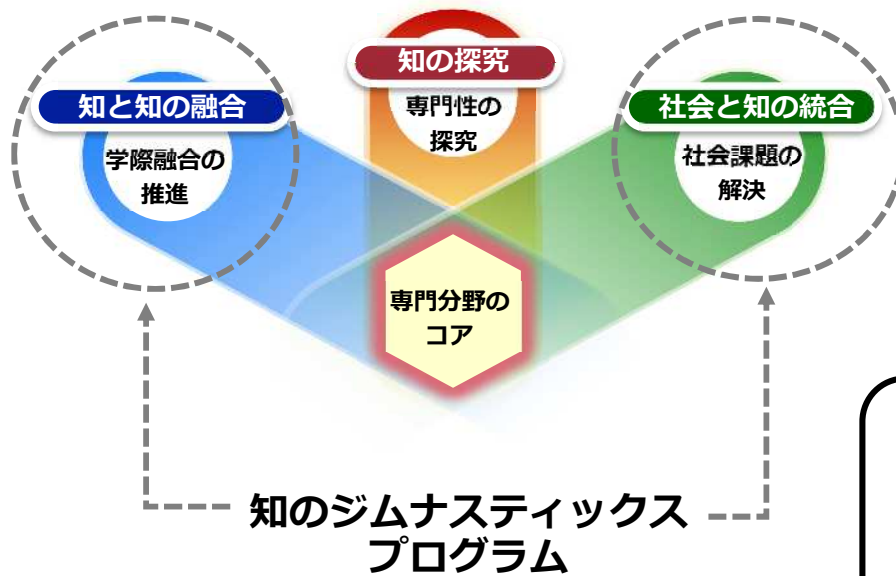 知の探究
専門性の
探究
知と知の融合
学際融合の
推進
社会と知の統合
社会課題の
解決
専門分野の
コア
知のジムナスティックス
プログラム